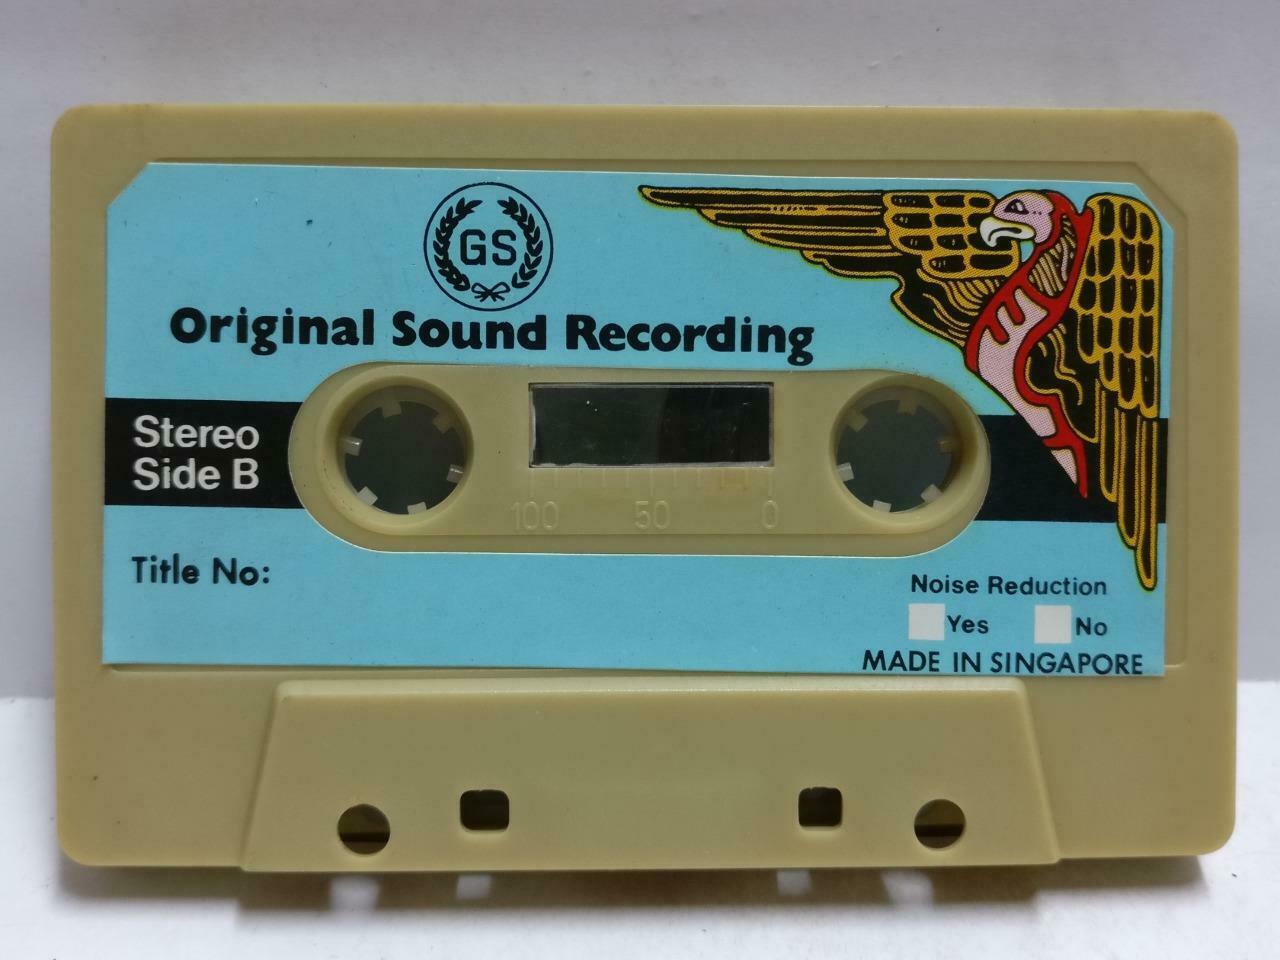 GS
Original Sound Recording
Stereo
Side B
100 50 0
Title No:
Noise Reduction
Yes No
MADE IN SINGAPORE